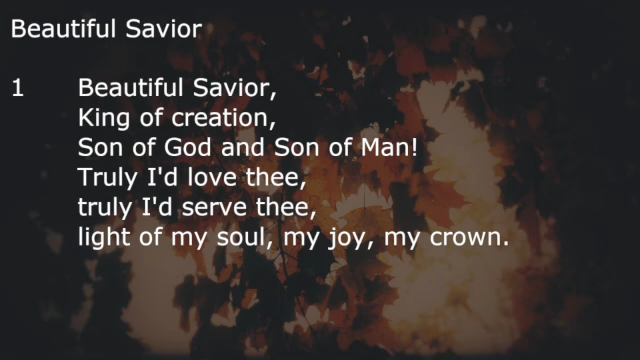 Beautiful Savior
1 Beautiful Savior,
King of creation,
Son of God and Son of Man!
Truly I'd love thee,
truly I'd serve thee,
light of my soul, my joy, my crown.